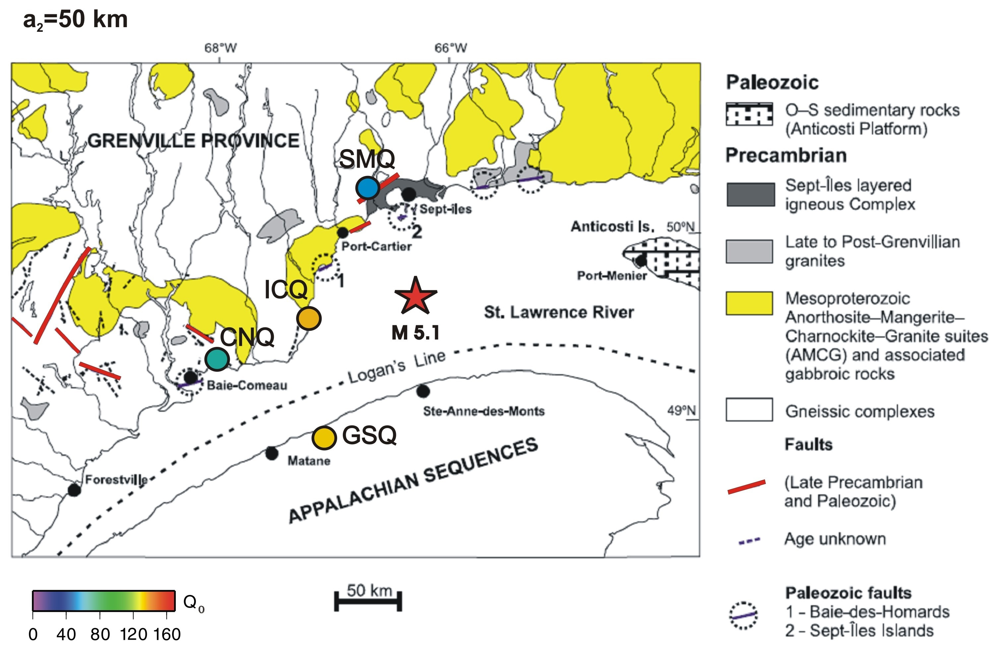 a₂=50 km
68°W
66°W
GRENVILLE PROVINCE
SMQ
Sept-îles
2
Port-Cartier
Anticosti Is.
50°N
Port-Menier
1
ICQ
M 5.1
St. Lawrence River
CNQ
Baie-Comeau
Logan's Line
Ste-Anne-des-Monts
49°N
GSQ
Matane
APPALACHIAN SEQUENCES
Forestville
Q₀
0 40 80 120 160
50 km
Paleozoic
O–S sedimentary rocks
(Anticosti Platform)
Precambrian
Sept-Îles layered
igneous Complex
Late to Post-Grenvillian
granites
Mesoproterozoic
Anorthosite–Mangerite–
Charnockite–Granite suites
(AMCG) and associated
gabbroic rocks
Gneissic complexes
Faults
(Late Precambrian
and Paleozoic)
Age unknown
Paleozoic faults
1 - Baie-des-Homards
2 - Sept-Îles Islands